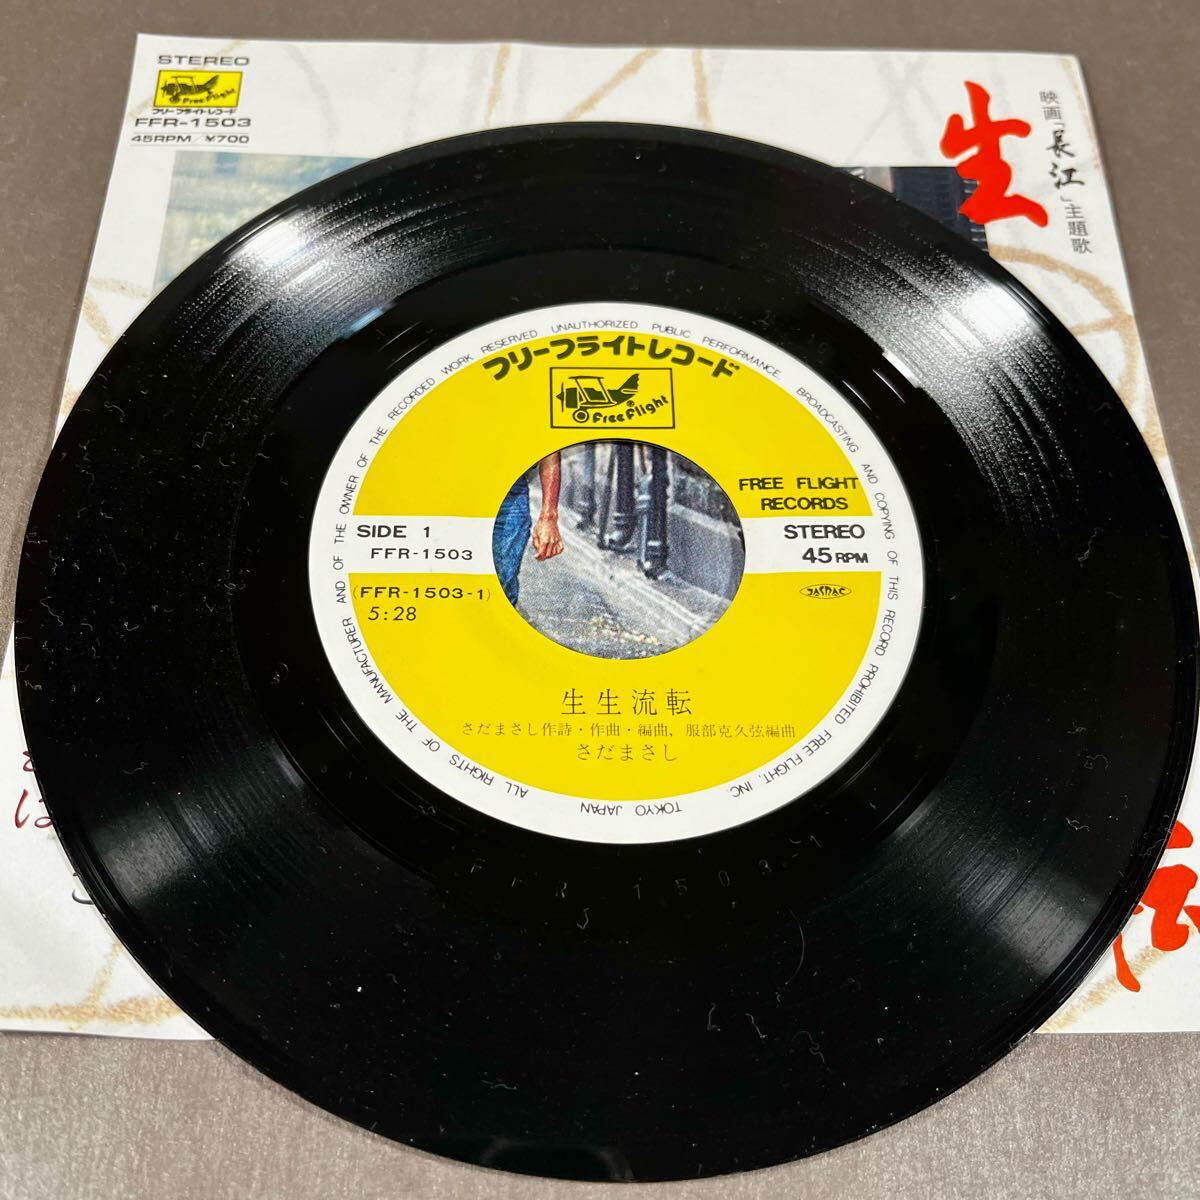 STEREO
Free Flight
フリーフライトレコード
FFR-1503
45RPM/¥700
映画「長江」主題歌
生
転
は
フリーフライトレコード
Free Flight®
FREE FLIGHT
RECORDS
SIDE 1
FFR-1503
STEREO
45 RPM
(FFR-1503-1)
5:28
JASRAC
生生流転
さだまさし作詩・作曲・編曲，服部克久弦編曲
さだまさし
ALL RIGHTS OF THE MANUFACTURER AND OF THE OWNER OF THE RECORDED WORK RESERVED UNAUTHORIZED PUBLIC PERFORMANCE. BROADCASTING AND COPYING OF THIS RECORD PROHIBITED FREE FLIGHT, INC. TOKYO JAPAN
FFR 1503-1